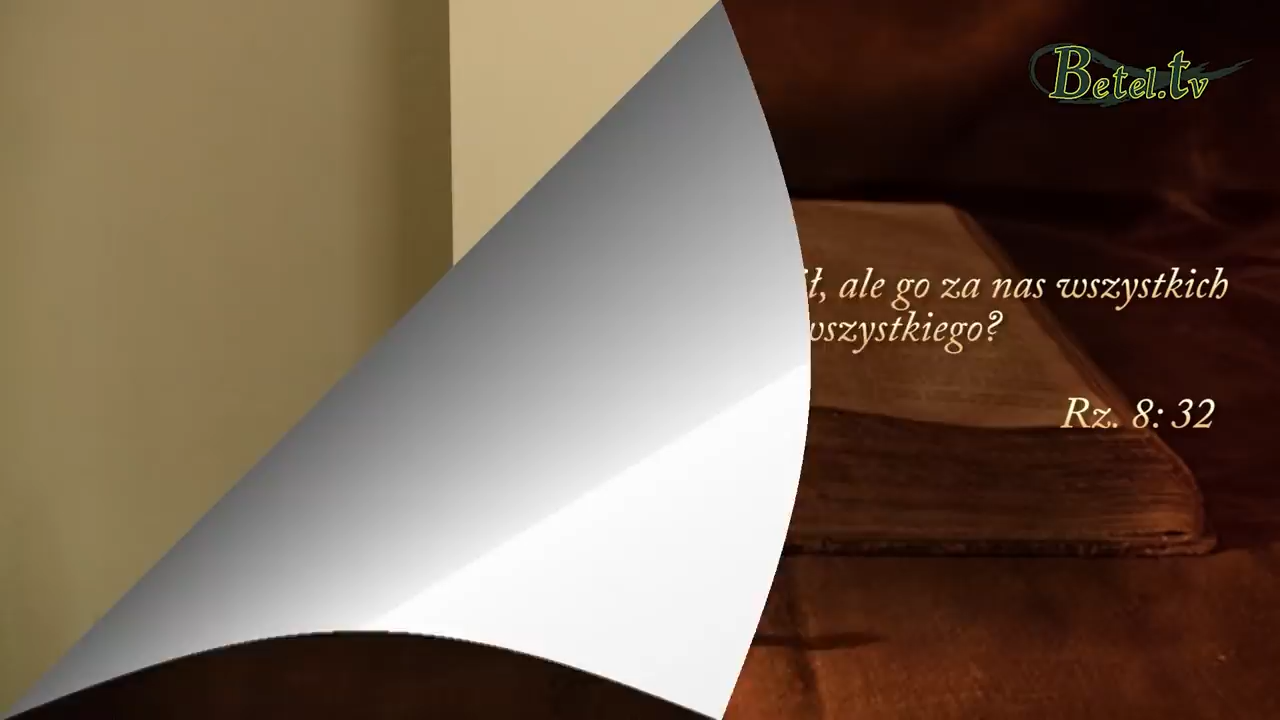 Betel.tv
ale go za nas wszystkich
wszystkiego?
Rz. 8: 32